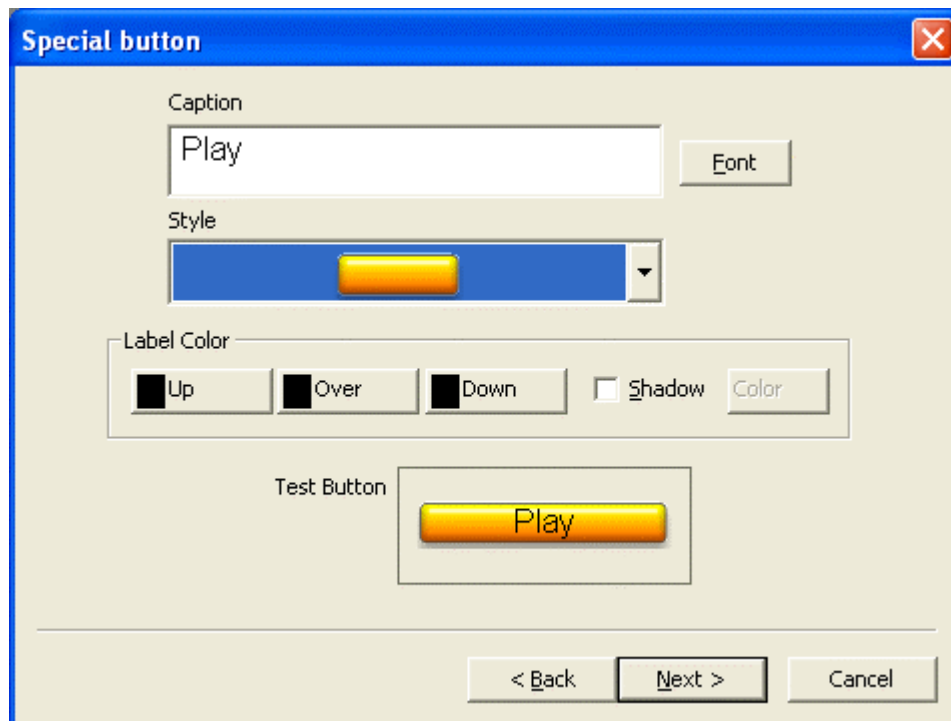 Special button
Caption
Play
Font
Style
Label Color
Up Over Down Shadow Color
Test Button
Play
< Back Next > Cancel